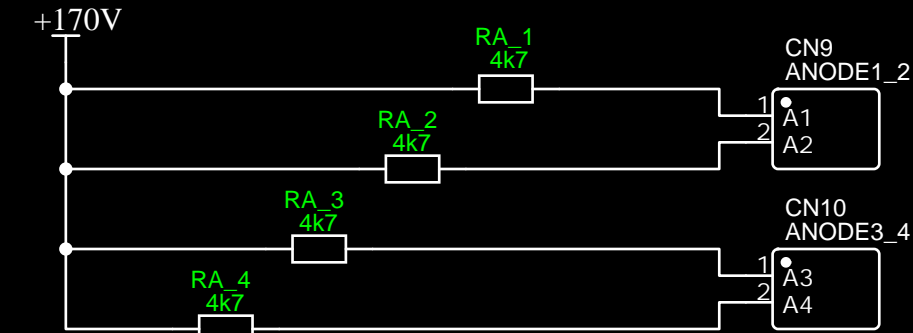 +170V
RA_1
4k7
CN9
ANODE1_2
1
A1
2
A2
RA_2
4k7
RA_3
4k7
CN10
ANODE3_4
1
A3
2
A4
RA_4
4k7